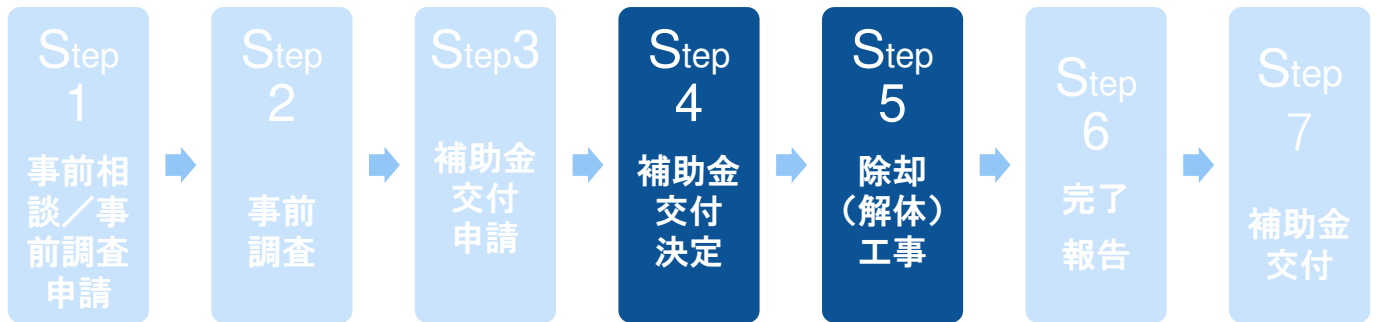 Step
1
事前相
談／事
前調査
申請
Step
2
事前
調査
Step3
補助金
交付
申請
Step
4
補助金
交付
決定
Step
5
除却
（解体）
工事
Step
6
完了
報告
Step
7
補助金
交付